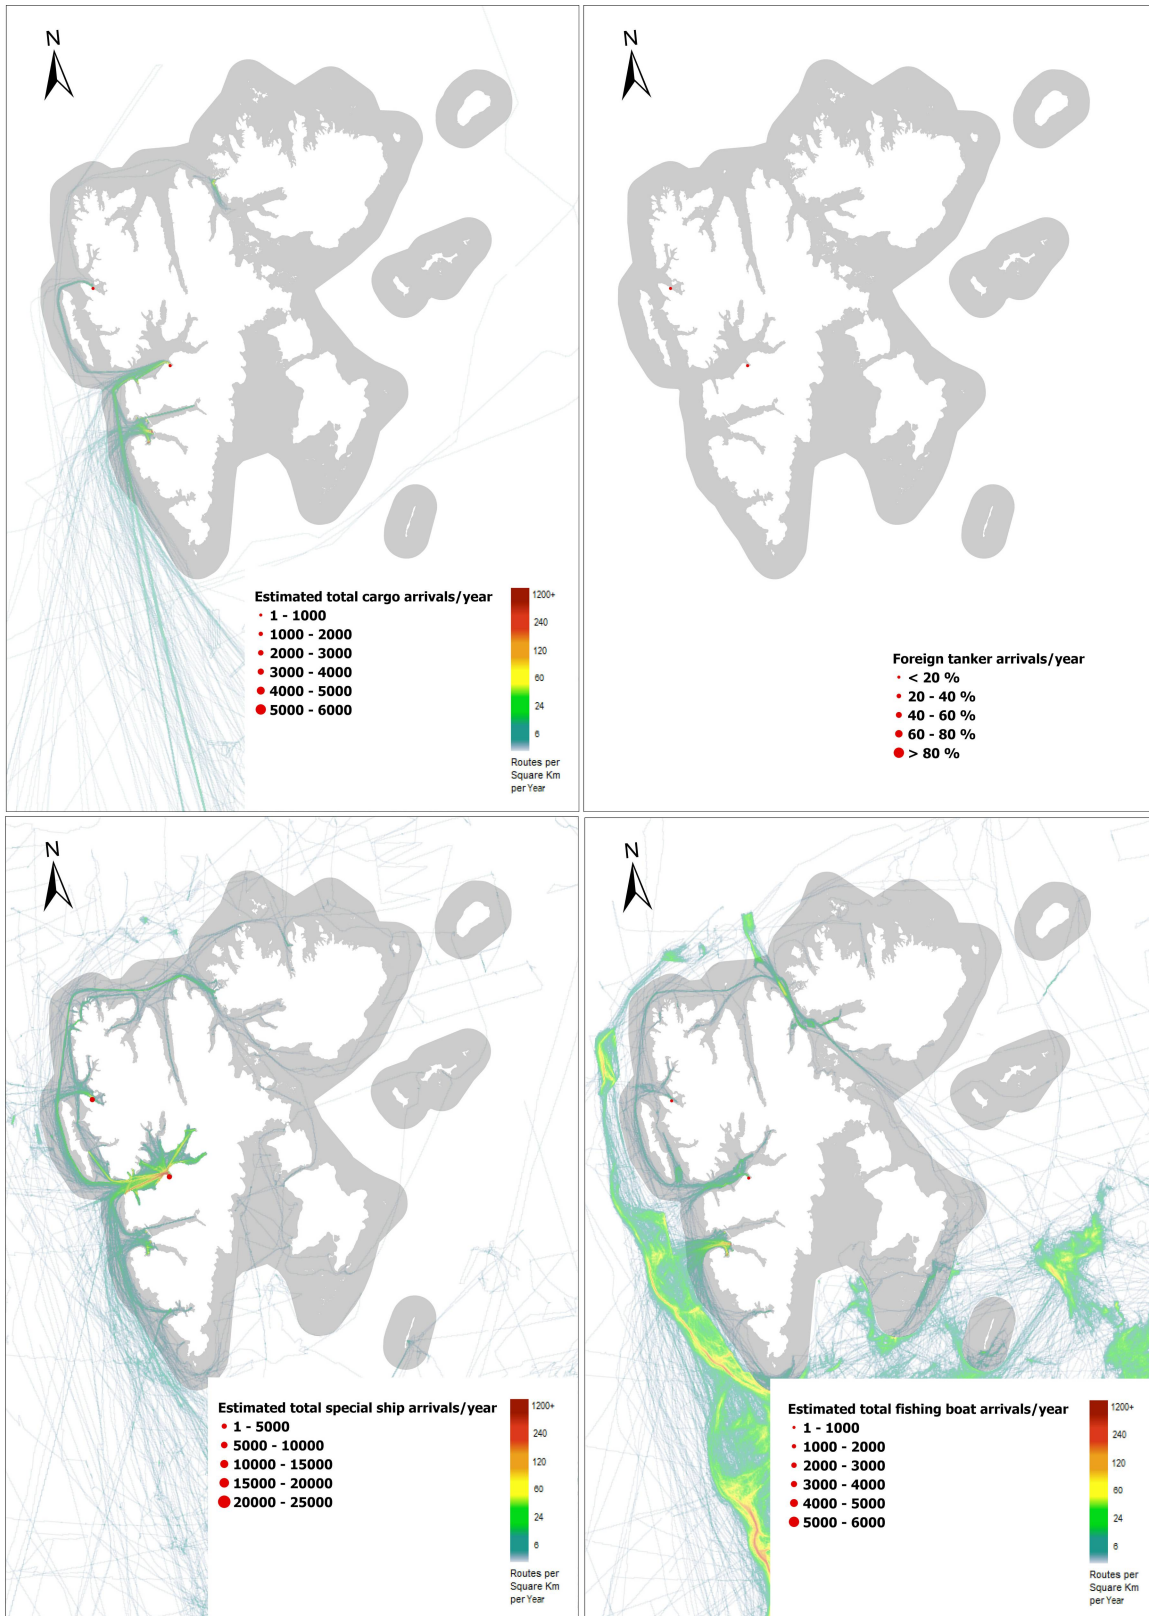 N
Estimated total cargo arrivals/year
1 - 1000
1000 - 2000
2000 - 3000
3000 - 4000
4000 - 5000
5000 - 6000
1200+
240
120
60
24
6
Routes per
Square Km
per Year
N
Foreign tanker arrivals/year
< 20 %
20 - 40 %
40 - 60 %
60 - 80 %
> 80 %
N
Estimated total special ship arrivals/year
1 - 5000
5000 - 10000
10000 - 15000
15000 - 20000
20000 - 25000
1200+
240
120
60
24
6
Routes per
Square Km
per Year
N
Estimated total fishing boat arrivals/year
1 - 1000
1000 - 2000
2000 - 3000
3000 - 4000
4000 - 5000
5000 - 6000
1200+
240
120
60
24
6
Routes per
Square Km
per Year